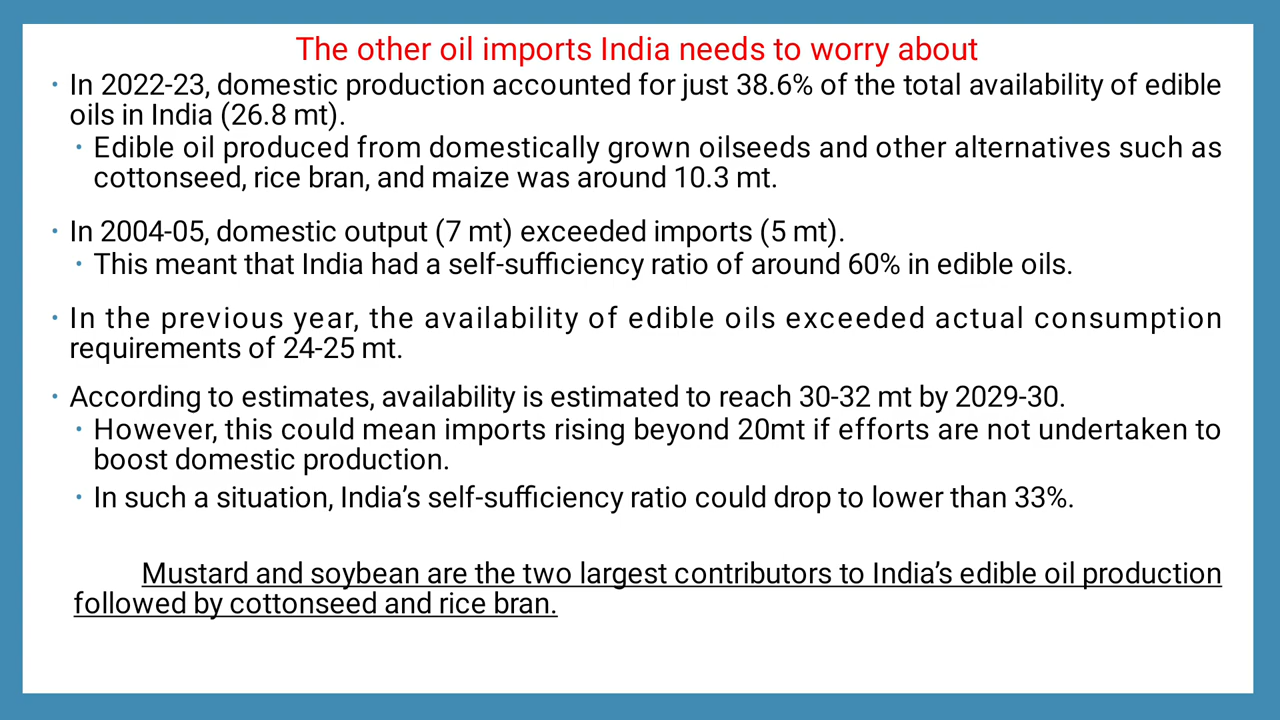 The other oil imports India needs to worry about
• In 2022-23, domestic production accounted for just 38.6% of the total availability of edible
oils in India (26.8 mt).
• Edible oil produced from domestically grown oilseeds and other alternatives such as
cottonseed, rice bran, and maize was around 10.3 mt.
• In 2004-05, domestic output (7 mt) exceeded imports (5 mt).
• This meant that India had a self-sufficiency ratio of around 60% in edible oils.
• In the previous year, the availability of edible oils exceeded actual consumption
requirements of 24-25 mt.
• According to estimates, availability is estimated to reach 30-32 mt by 2029-30.
• However, this could mean imports rising beyond 20mt if efforts are not undertaken to
boost domestic production.
• In such a situation, India’s self-sufficiency ratio could drop to lower than 33%.
Mustard and soybean are the two largest contributors to India’s edible oil production
followed by cottonseed and rice bran.